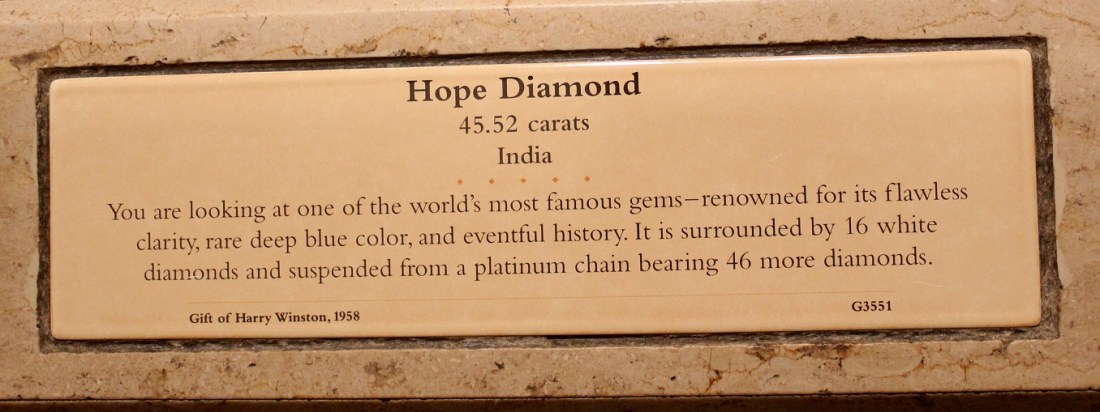 Hope Diamond
45.52 carats
India
You are looking at one of the world's most famous gems–renowned for its flawless
clarity, rare deep blue color, and eventful history. It is surrounded by 16 white
diamonds and suspended from a platinum chain bearing 46 more diamonds.
Gift of Harry Winston, 1958
G3551